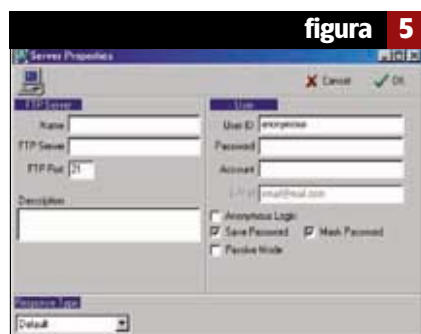 figura 5
Server Properties
Cancel
OK
FTP Server
Name
FTP Server
FTP Port 21
Description
User
User ID anonymous
Password
Account
E-Mail email@mail.com
Anonymous Login
Save Password
Mask Password
Passive Mode
Response Type
Default